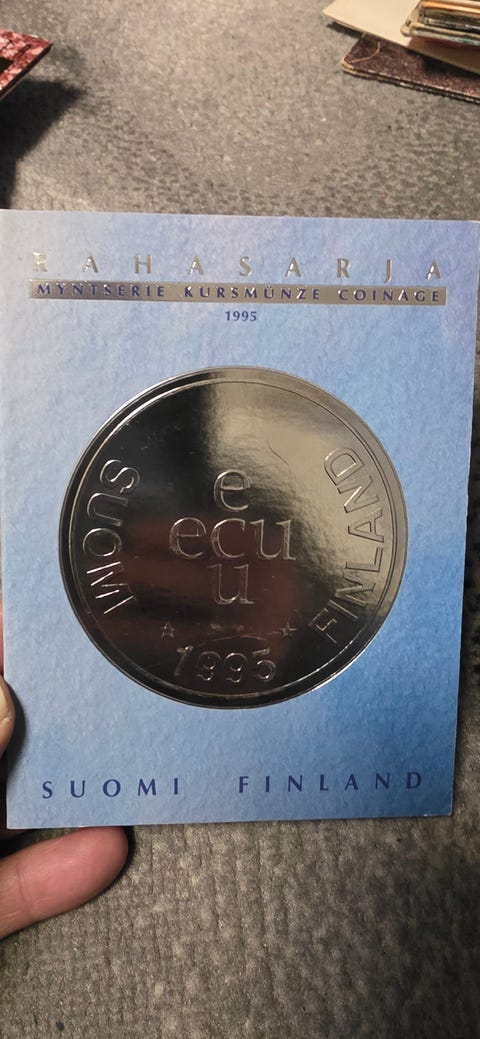 RAHASARJA
MYNTSERIE KURSMÜNZE COINAGE
1995
SUOMI
FINLAND
e
ecu
u
1995
SUOMI FINLAND